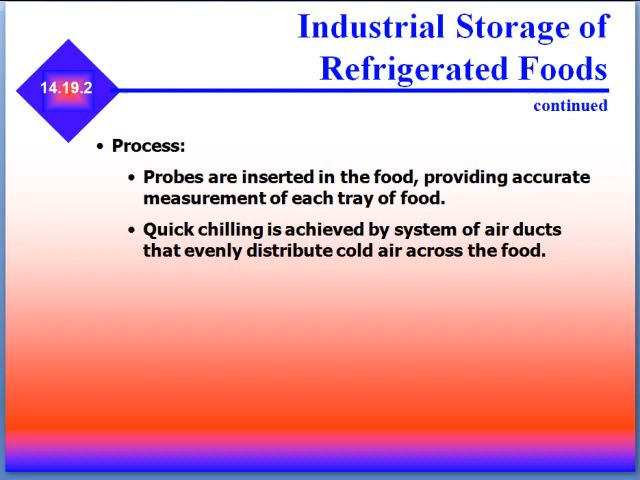 Industrial Storage of
Refrigerated Foods
14.19.2
continued
• Process:
• Probes are inserted in the food, providing accurate
measurement of each tray of food.
• Quick chilling is achieved by system of air ducts
that evenly distribute cold air across the food.